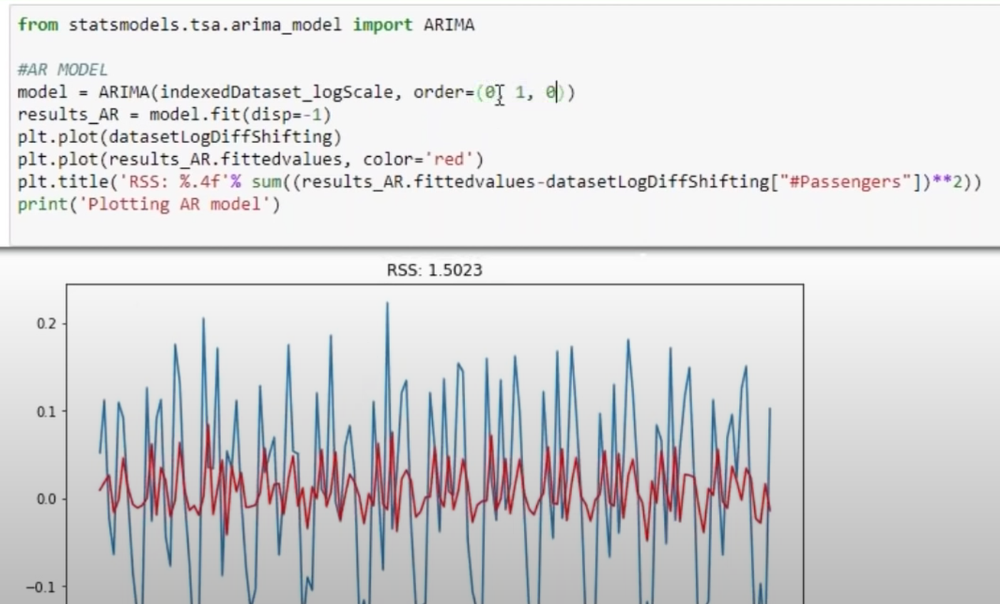 from statsmodels.tsa.arima_model import ARIMA
#AR MODEL
model = ARIMA(indexedDataset_logScale, order=(0, 1, 0))
results_AR = model.fit(disp=-1)
plt.plot(datasetLogDiffShifting)
plt.plot(results_AR.fittedvalues, color='red')
plt.title('RSS: %.4f'% sum((results_AR.fittedvalues-datasetLogDiffShifting["#Passengers"])**2))
print('Plotting AR model')
RSS: 1.5023
0.2
0.1
0.0
−0.1